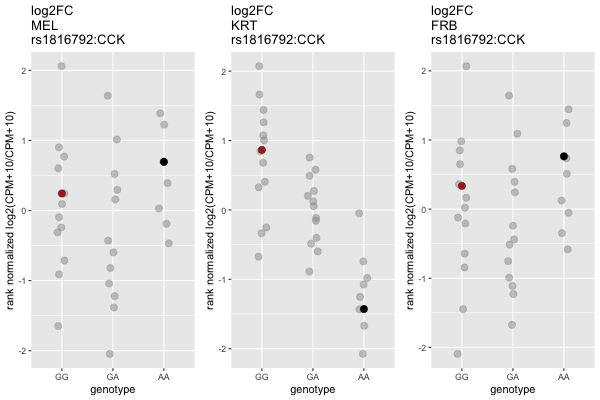 log2FC
MEL
rs1816792:CCK
rank normalized log2(CPM+10/CPM+10)
2
1
0
-1
-2
GG
GA
AA
genotype
log2FC
KRT
rs1816792:CCK
rank normalized log2(CPM+10/CPM+10)
2
1
0
-1
-2
GG
GA
AA
genotype
log2FC
FRB
rs1816792:CCK
rank normalized log2(CPM+10/CPM+10)
2
1
0
-1
-2
GG
GA
AA
genotype